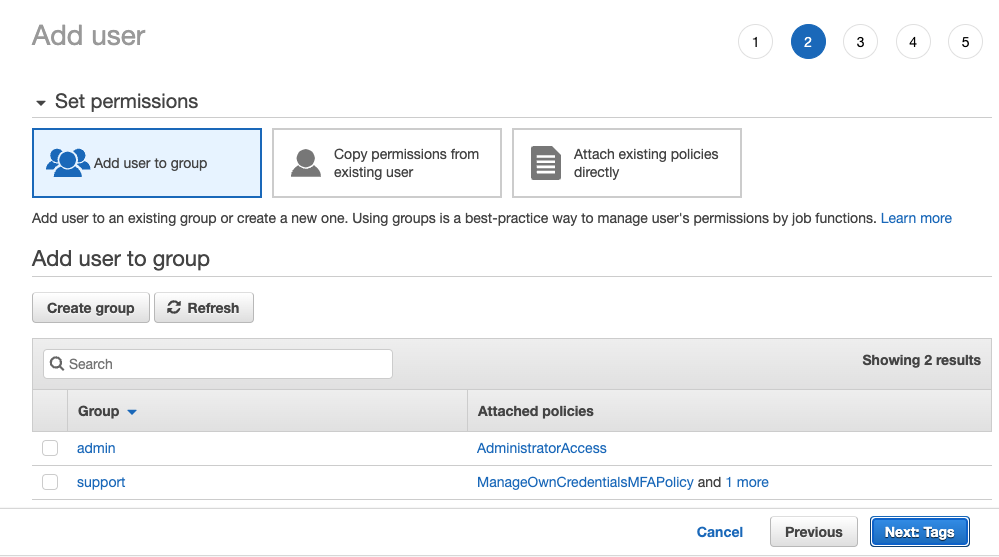 Add user
1 2 3 4 5
Set permissions
Add user to group
Copy permissions from
existing user
Attach existing policies
directly
Add user to an existing group or create a new one. Using groups is a best-practice way to manage user's permissions by job functions. Learn more
Add user to group
Create group Refresh
Search
Showing 2 results
Group Attached policies
admin AdministratorAccess
support ManageOwnCredentialsMFAPolicy and 1 more
Cancel Previous Next: Tags